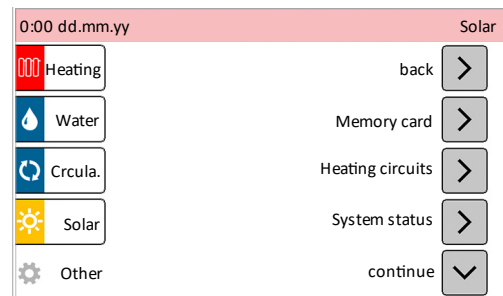 0:00 dd.mm.yy Solar
Heating back
Water Memory card
Crcula. Heating circuits
Solar System status
Other continue